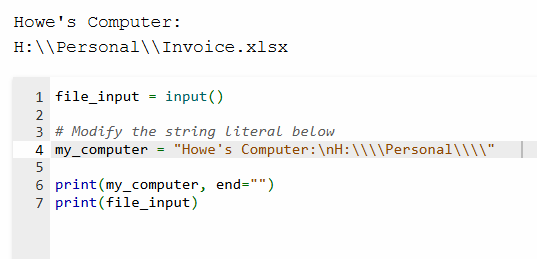 Howe's Computer:
H:\\Personal\\Invoice.xlsx
1 file_input = input()
2
3 # Modify the string literal below
4 my_computer = "Howe's Computer:\nH:\\\\Personal\\\\"
5
6 print(my_computer, end="")
7 print(file_input)